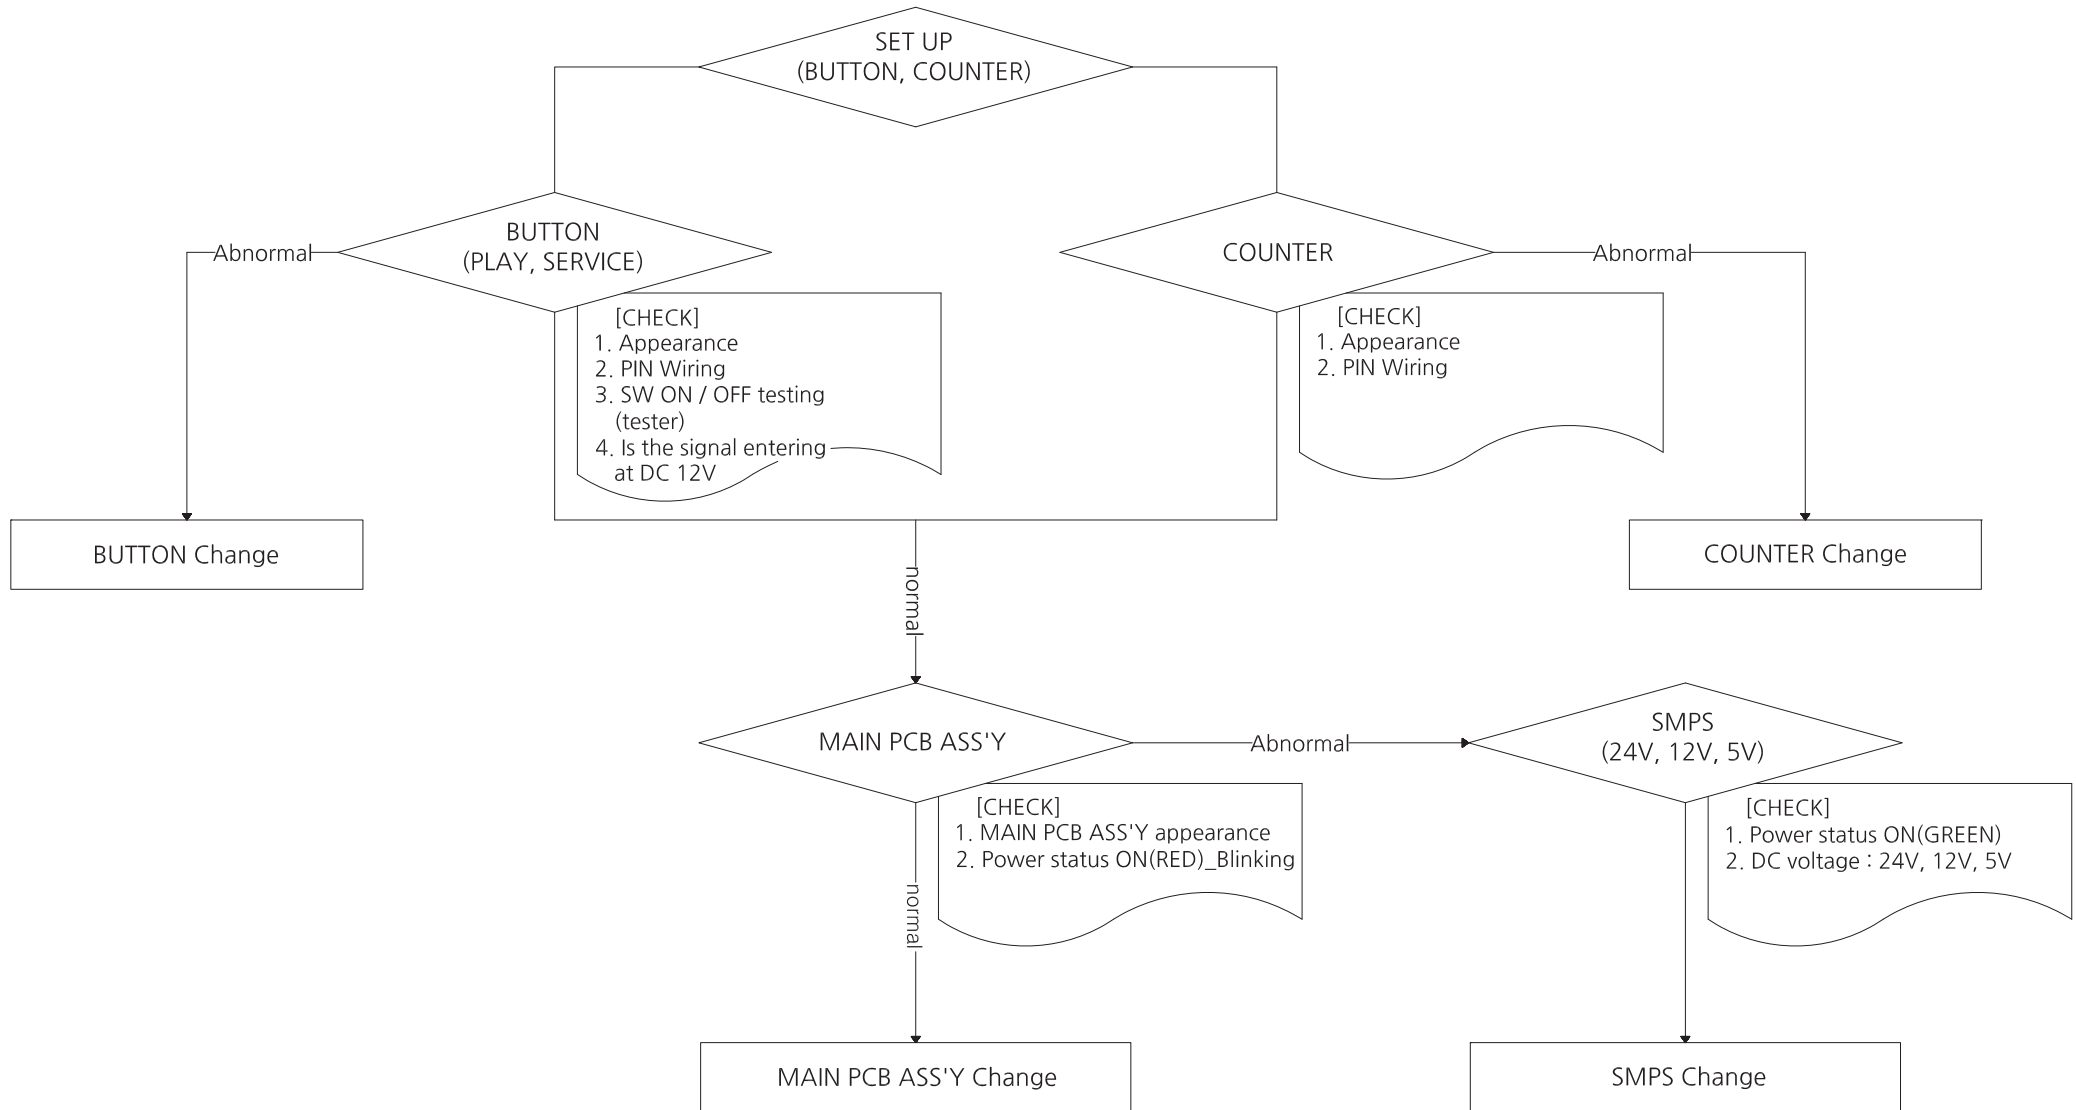 SET UP
(BUTTON, COUNTER)
BUTTON
(PLAY, SERVICE)
COUNTER
Abnormal
Abnormal
[CHECK]
1. Appearance
2. PIN Wiring
3. SW ON / OFF testing
(tester)
4. Is the signal entering
at DC 12V
[CHECK]
1. Appearance
2. PIN Wiring
BUTTON Change
COUNTER Change
normal
MAIN PCB ASS'Y
Abnormal
SMPS
(24V, 12V, 5V)
[CHECK]
1. MAIN PCB ASS'Y appearance
2. Power status ON(RED)_Blinking
[CHECK]
1. Power status ON(GREEN)
2. DC voltage : 24V, 12V, 5V
normal
MAIN PCB ASS'Y Change
SMPS Change